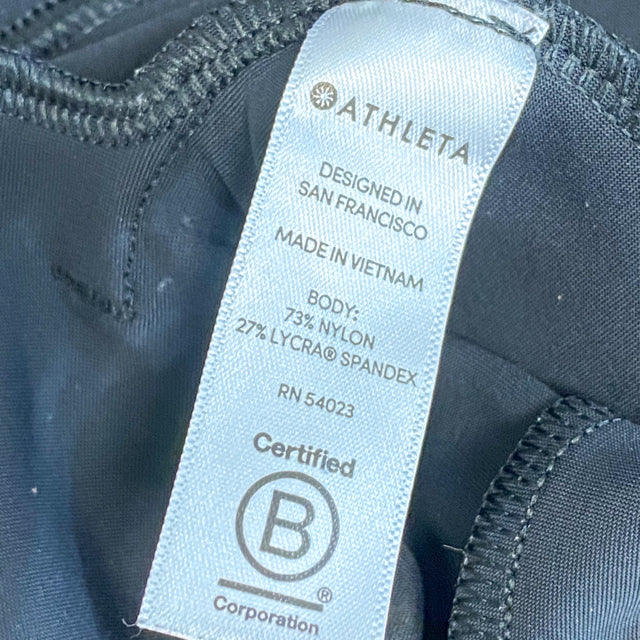 ATHLETA
DESIGNED IN
SAN FRANCISCO
MADE IN VIETNAM
BODY:
73% NYLON
27% LYCRA® SPANDEX
RN 54023
Certified
B
®
Corporation